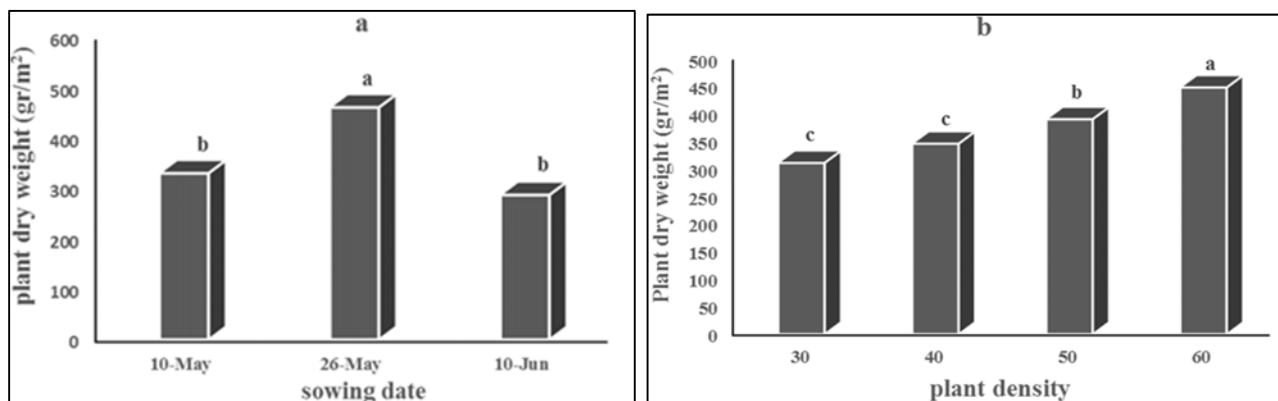 a
plant dry weight (gr/m²)
600
500
400
300
200
100
0
b
a
b
10-May 26-May 10-Jun
sowing date
b
Plant dry weight (gr/m²)
500
450
400
350
300
250
200
150
100
50
0
c
c
b
a
30 40 50 60
plant density